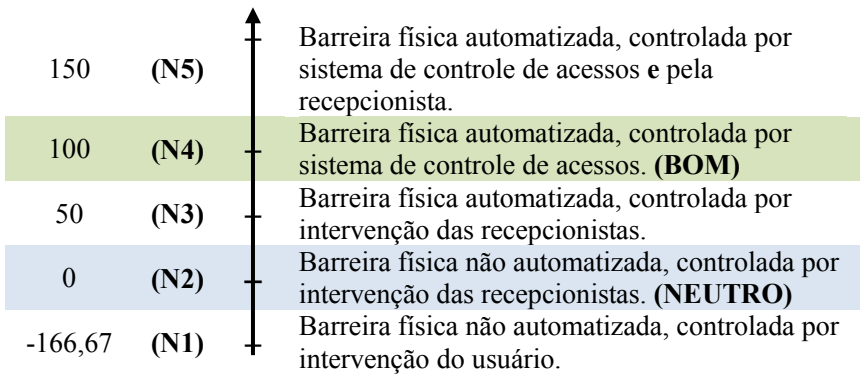 Barreira física automatizada, controlada por
150 (N5) sistema de controle de acessos e pela
recepcionista.
100 (N4) Barreira física automatizada, controlada por
sistema de controle de acessos. (BOM)
50 (N3) Barreira física automatizada, controlada por
intervenção das recepcionistas.
0 (N2) Barreira física não automatizada, controlada por
intervenção das recepcionistas. (NEUTRO)
-166,67 (N1) Barreira física não automatizada, controlada por
intervenção do usuário.